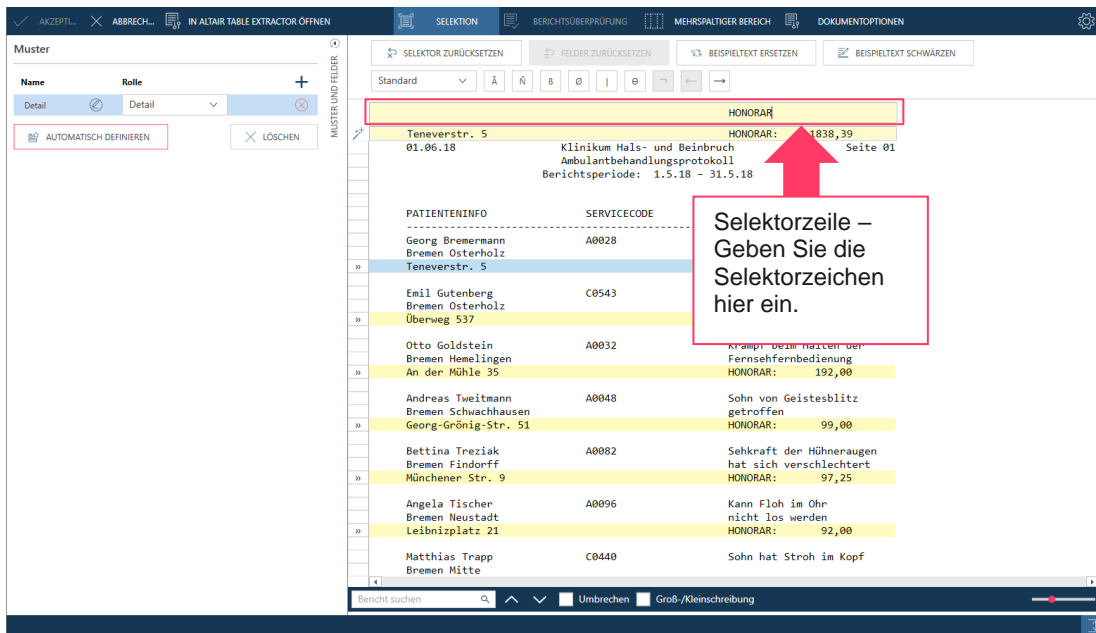 AKZEPTI... ABBRECH... IN ALTAIR TABLE EXTRACTOR ÖFFNEN SELEKTION BERICHTSÜBERPRÜFUNG MEHRSPALTIGER BEREICH DOKUMENTOPTIONEN
Muster
Name Rolle
Detail Detail
AUTOMATISCH DEFINIEREN LÖSCHEN
MUSTER UND FELDER
SELEKTOR ZURÜCKSETZEN FELDER ZURÜCKSETZEN BEISPIELTEXT ERSETZEN BEISPIELTEXT SCHWÄRZEN
Standard Ã Ñ ß Ø | Ө ¬ ← →
HONORAR
Teneverstr. 5 HONORAR: 1838,39
01.06.18 Klinikum Hals- und Beinbruch Seite 01
Ambulantbehandlungsprotokoll
Berichtsperiode: 1.5.18 - 31.5.18
PATIENTENINFO SERVICECODE
Georg Bremermann A0028
Bremen Osterholz
» Teneverstr. 5
Emil Gutenberg C0543
Bremen Osterholz
» Überweg 537
Selektorzeile –
Geben Sie die
Selektorzeichen
hier ein.
Otto Goldstein A0032 Krampf beim Halten der
Bremen Hemelingen Fernsehfernbedienung
» An der Mühle 35 HONORAR: 192,00
Andreas Tweitmann A0048 Sohn von Geistesblitz
Bremen Schwachhausen getroffen
» Georg-Grönig-Str. 51 HONORAR: 99,00
Bettina Treziak A0082 Sehkraft der Hühneraugen
Bremen Findorff hat sich verschlechtert
» Münchener Str. 9 HONORAR: 97,25
Angela Tischer A0096 Kann Floh im Ohr
Bremen Neustadt nicht los werden
» Leibnizplatz 21 HONORAR: 92,00
Matthias Trapp C0440 Sohn hat Stroh im Kopf
Bremen Mitte
Bericht suchen Umbrechen Groß-/Kleinschreibung